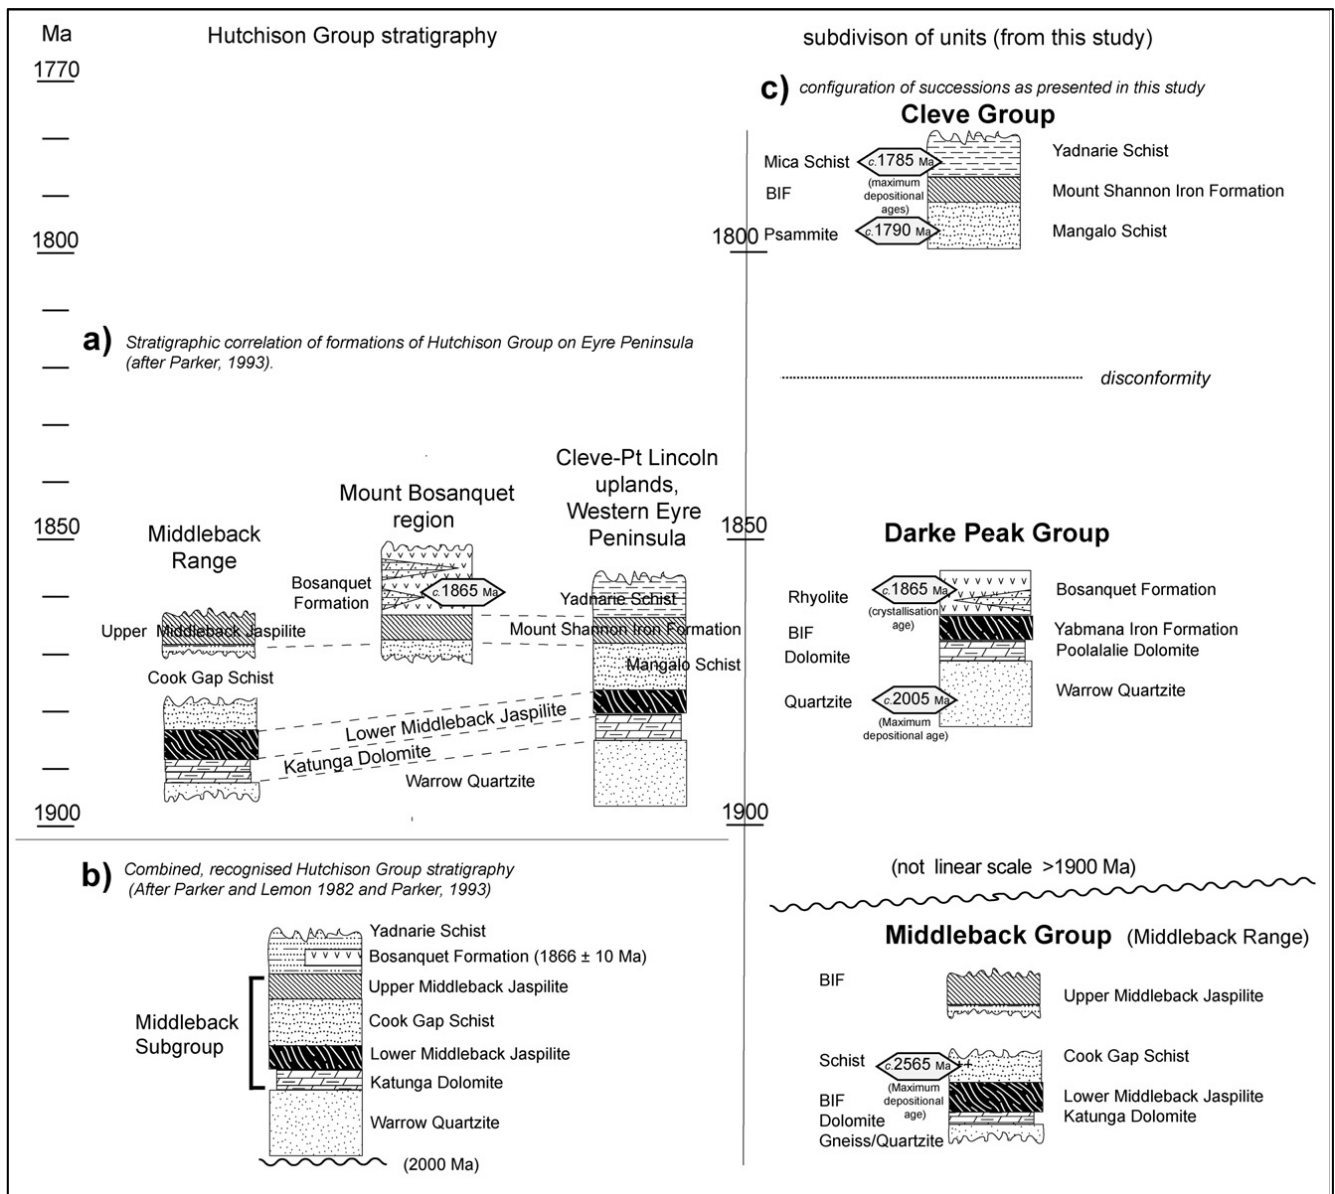 Ma
Hutchison Group stratigraphy
subdivison of units (from this study)
1770
c) configuration of successions as presented in this study
Cleve Group
Mica Schist
c.1785 Ma
Yadnarie Schist
(maximum
depositional
ages)
BIF
Mount Shannon Iron Formation
1800
1800
Psammite
c.1790 Ma
Mangalo Schist
a) Stratigraphic correlation of formations of Hutchison Group on Eyre Peninsula
(after Parker, 1993).
disconformity
Cleve-Pt Lincoln
uplands,
Western Eyre
Peninsula
Mount Bosanquet
region
Middleback
Range
1850
1850
Darke Peak Group
Bosanquet
Formation
c.1865 Ma
Yadnarie Schist
Upper Middleback Jaspilite
Mount Shannon Iron Formation
Mangalo Schist
Cook Gap Schist
Lower Middleback Jaspilite
Katunga Dolomite
Warrow Quartzite
Rhyolite
c.1865 Ma
(crystallisation
age)
Bosanquet Formation
BIF
Yabmana Iron Formation
Dolomite
Poolalalie Dolomite
Quartzite
c.2005 Ma
(Maximum
depositional age)
Warrow Quartzite
1900
1900
b) Combined, recognised Hutchison Group stratigraphy
(After Parker and Lemon 1982 and Parker, 1993)
Yadnarie Schist
Bosanquet Formation (1866 ± 10 Ma)
Upper Middleback Jaspilite
Middleback
Subgroup
Cook Gap Schist
Lower Middleback Jaspilite
Katunga Dolomite
Warrow Quartzite
(2000 Ma)
(not linear scale >1900 Ma)
Middleback Group (Middleback Range)
BIF
Upper Middleback Jaspilite
Schist
c.2565 Ma ++
(Maximum
depositional
age)
Cook Gap Schist
BIF
Lower Middleback Jaspilite
Dolomite
Katunga Dolomite
Gneiss/Quartzite